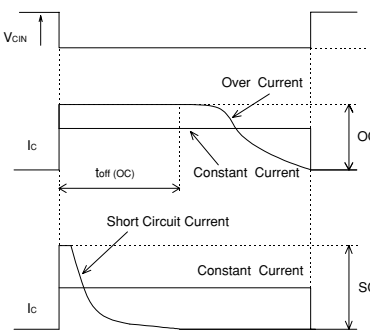 VCIN
Over Current
OC
IC
toff (OC)
Constant Current
Short Circuit Current
Constant Current
SC
IC